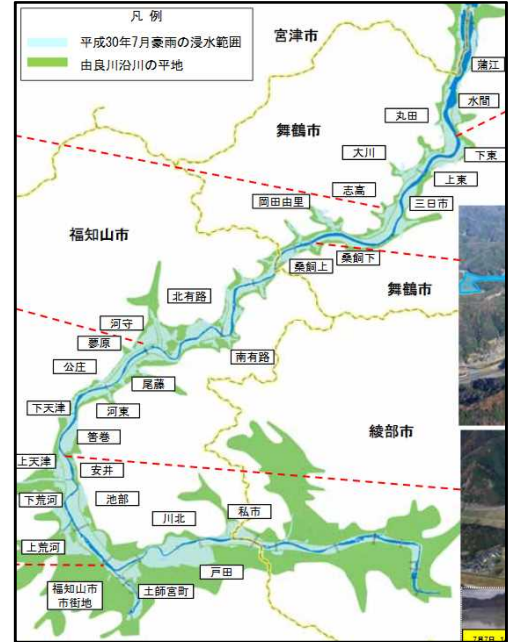 凡 例
平成30年7月豪雨の浸水範囲
由良川沿川の平地
宮津市
蒲江
水間
丸田
舞鶴市
下東
大川
上東
志高
三日市
岡田由里
福知山市
桑飼下
桑飼上
舞鶴市
北有路
河守
夢原
南有路
公庄
尾藤
下天津
河東
綾部市
筈巻
上天津
安井
下荒河
池部
私市
川北
上荒河
戸田
福知山市
市街地
土師宮町